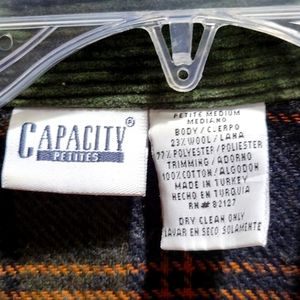 CAPACITY®
PETITES
PETITE MEDIUM
MEDIANO
BODY/CUERPO
23% WOOL/LANA
77% POLYESTER/POLIESTER
TRIMMING/ADORNO
100% COTTON/ALGODON
MADE IN TURKEY
HECHO EN TURQUIA
RN # 82127
DRY CLEAN ONLY
LAVAR EN SECO SOLAMENTE